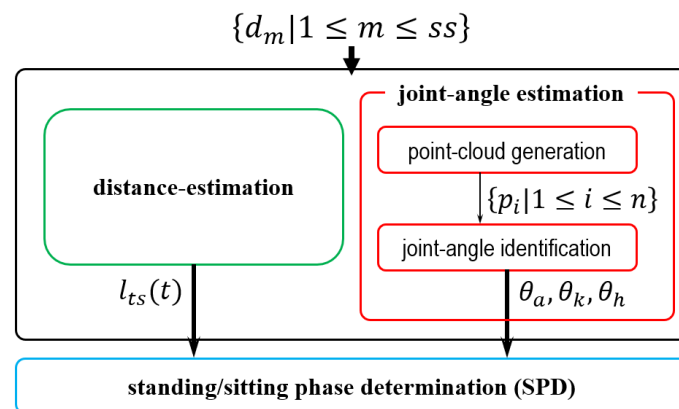 {d_m|1 ≤ m ≤ ss}
joint-angle estimation
point-cloud generation
distance-estimation
{p_i|1 ≤ i ≤ n}
joint-angle identification
l_ts(t)
θ_a, θ_k, θ_h
standing/sitting phase determination (SPD)